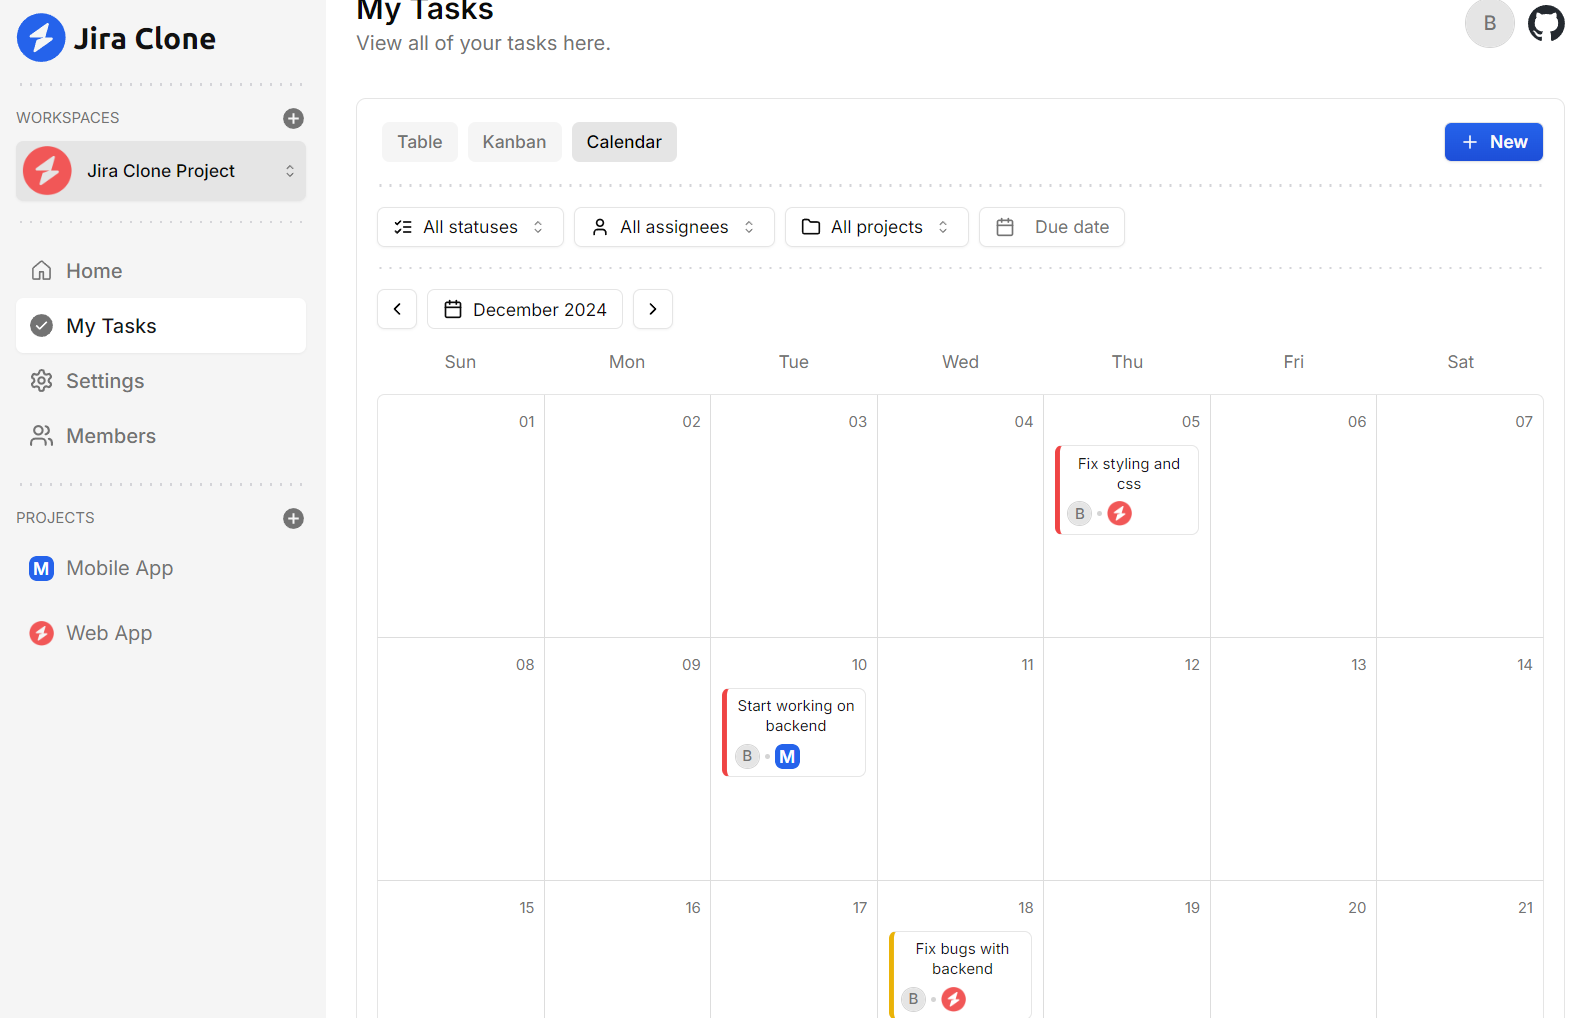 Jira Clone
WORKSPACES
Jira Clone Project
Home
My Tasks
Settings
Members
PROJECTS
M Mobile App
Web App
My Tasks
View all of your tasks here.
B
Table Kanban Calendar
+ New
All statuses All assignees All projects Due date
December 2024
Sun Mon Tue Wed Thu Fri Sat
01 02 03 04 05 06 07
Fix styling and
css
B
08 09 10 11 12 13 14
Start working on
backend
B M
15 16 17 18 19 20 21
Fix bugs with
backend
B